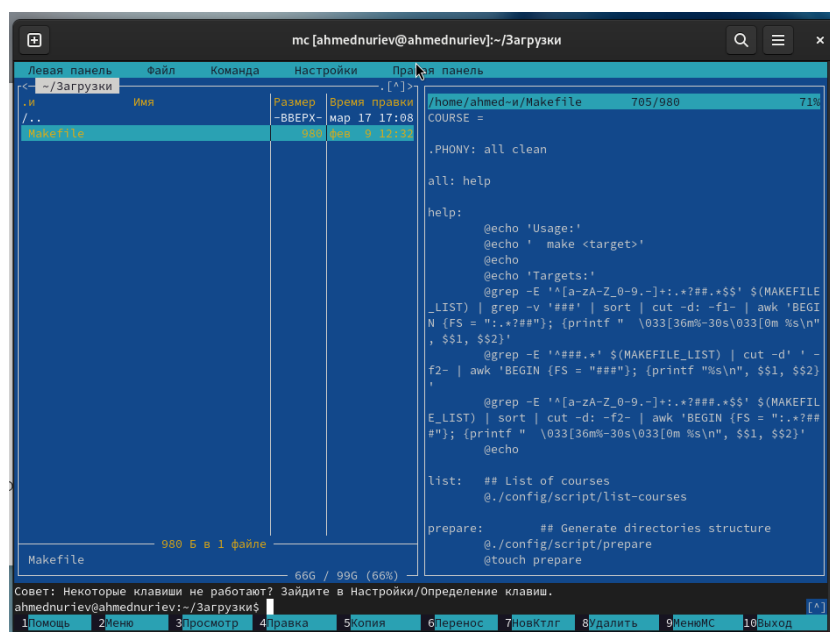 mc [ahmednuriev@ahmednuriev]:~/Загрузки
Левая панель Файл Команда Настройки Правая панель
<- ~/Загрузки .[^]>
.и Имя Размер Время правки
/.. -ВВЕРХ- мар 17 17:08
Makefile 980 фев 9 12:32
980 Б в 1 файле
Makefile
66G / 99G (66%)
/home/ahmed~и/Makefile 705/980 71%
COURSE =
.PHONY: all clean
all: help
help:
@echo 'Usage:'
@echo ' make <target>'
@echo
@echo 'Targets:'
@grep -E '^[a-zA-Z_0-9.-]+:.*?##.*$$' $(MAKEFILE
_LIST) | grep -v '###' | sort | cut -d: -f1- | awk 'BEGI
N {FS = ":.*?##"}; {printf " \033[36m%-30s\033[0m %s\n"
, $$1, $$2}'
@grep -E '^###.*' $(MAKEFILE_LIST) | cut -d' ' -
f2- | awk 'BEGIN {FS = "###"}; {printf "%s\n", $$1, $$2}
'
@grep -E '^[a-zA-Z_0-9.-]+:.*?###.*$$' $(MAKEFIL
E_LIST) | sort | cut -d: -f2- | awk 'BEGIN {FS = ":.*?##
#"}; {printf " \033[36m%-30s\033[0m %s\n", $$1, $$2}'
@echo
list: ## List of courses
@./config/script/list-courses
prepare: ## Generate directories structure
@./config/script/prepare
@touch prepare
Совет: Некоторые клавиши не работают? Зайдите в Настройки/Определение клавиш.
ahmednuriev@ahmednuriev:~/Загрузки$ [^]
1Помощь 2Меню 3Просмотр 4Правка 5Копия 6Перенос 7НовКтлг 8Удалить 9МенюMC 10Выход